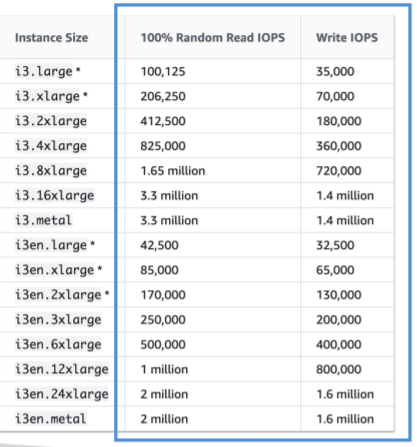 Instance Size 100% Random Read IOPS Write IOPS
i3.large * 100,125 35,000
i3.xlarge * 206,250 70,000
i3.2xlarge 412,500 180,000
i3.4xlarge 825,000 360,000
i3.8xlarge 1.65 million 720,000
i3.16xlarge 3.3 million 1.4 million
i3.metal 3.3 million 1.4 million
i3en.large * 42,500 32,500
i3en.xlarge * 85,000 65,000
i3en.2xlarge * 170,000 130,000
i3en.3xlarge 250,000 200,000
i3en.6xlarge 500,000 400,000
i3en.12xlarge 1 million 800,000
i3en.24xlarge 2 million 1.6 million
i3en.metal 2 million 1.6 million